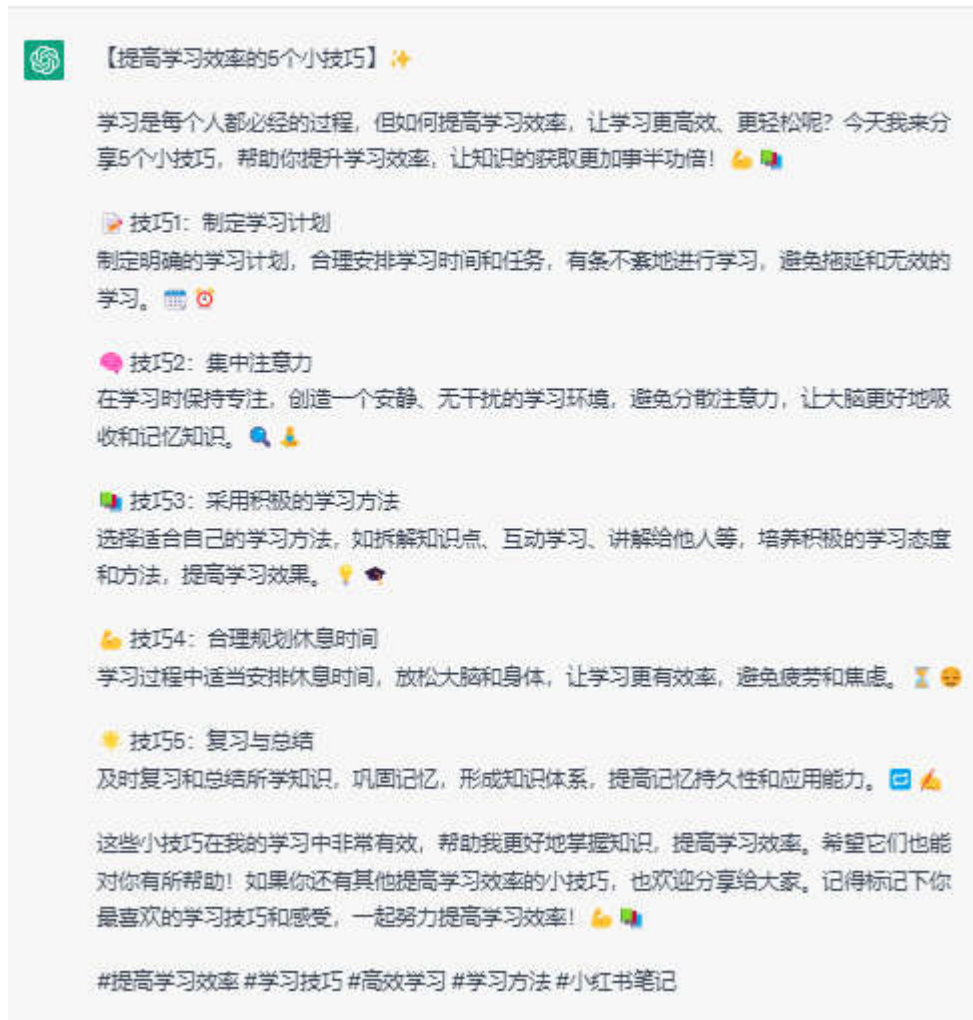 【提高学习效率的5个小技巧】✨
学习是每个人都必经的过程，但如何提高学习效率，让学习更高效、更轻松呢？今天我来分
享5个小技巧，帮助你提升学习效率，让知识的获取更加事半功倍！💪📚
📝 技巧1：制定学习计划
制定明确的学习计划，合理安排学习时间和任务，有条不紊地进行学习，避免拖延和无效的
学习。🗓️⏰
🧠 技巧2：集中注意力
在学习时保持专注，创造一个安静、无干扰的学习环境，避免分散注意力，让大脑更好地吸
收和记忆知识。🔍🧘
📚 技巧3：采用积极的学习方法
选择适合自己的学习方法，如拆解知识点、互动学习、讲解给他人等，培养积极的学习态度
和方法，提高学习效果。💡🎓
💪 技巧4：合理规划休息时间
学习过程中适当安排休息时间，放松大脑和身体，让学习更有效率，避免疲劳和焦虑。⏳😌
🌟 技巧5：复习与总结
及时复习和总结所学知识，巩固记忆，形成知识体系，提高记忆持久性和应用能力。🔁✍️
这些小技巧在我的学习中非常有效，帮助我更好地掌握知识，提高学习效率。希望它们也能
对你有所帮助！如果你还有其他提高学习效率的小技巧，也欢迎分享给大家。记得标记下你
最喜欢的学习技巧和感受，一起努力提高学习效率！💪📚
#提高学习效率 #学习技巧 #高效学习 #学习方法 #小红书笔记